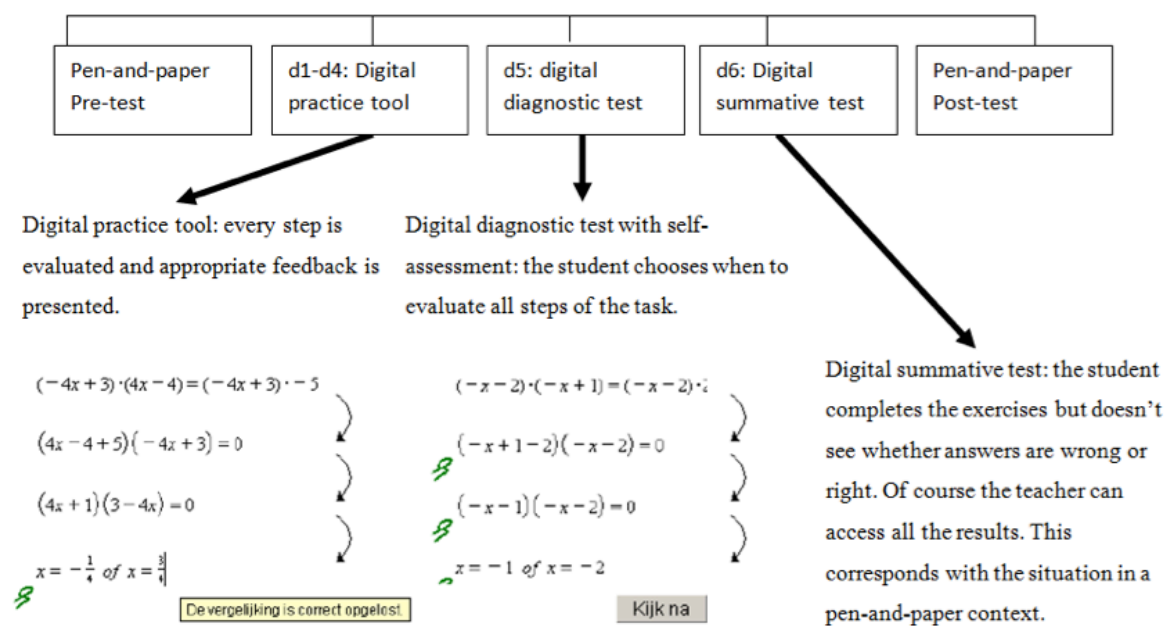 Pen-and-paper
Pre-test
d1-d4: Digital
practice tool
d5: digital
diagnostic test
d6: Digital
summative test
Pen-and-paper
Post-test
Digital practice tool: every step is
evaluated and appropriate feedback is
presented.
Digital diagnostic test with self-
assessment: the student chooses when to
evaluate all steps of the task.
(−4x+3)·(4x−4)=(−4x+3)·−5
(4x−4+5)(−4x+3)=0
(4x+1)(3−4x)=0
x=−1/4 of x=3/4
De vergelijking is correct opgelost.
(−x−2)·(−x+1)=(−x−2)·2
(−x+1−2)(−x−2)=0
(−x−1)(−x−2)=0
x=−1 of x=−2
Kijk na
Digital summative test: the student
completes the exercises but doesn't
see whether answers are wrong or
right. Of course the teacher can
access all the results. This
corresponds with the situation in a
pen-and-paper context.